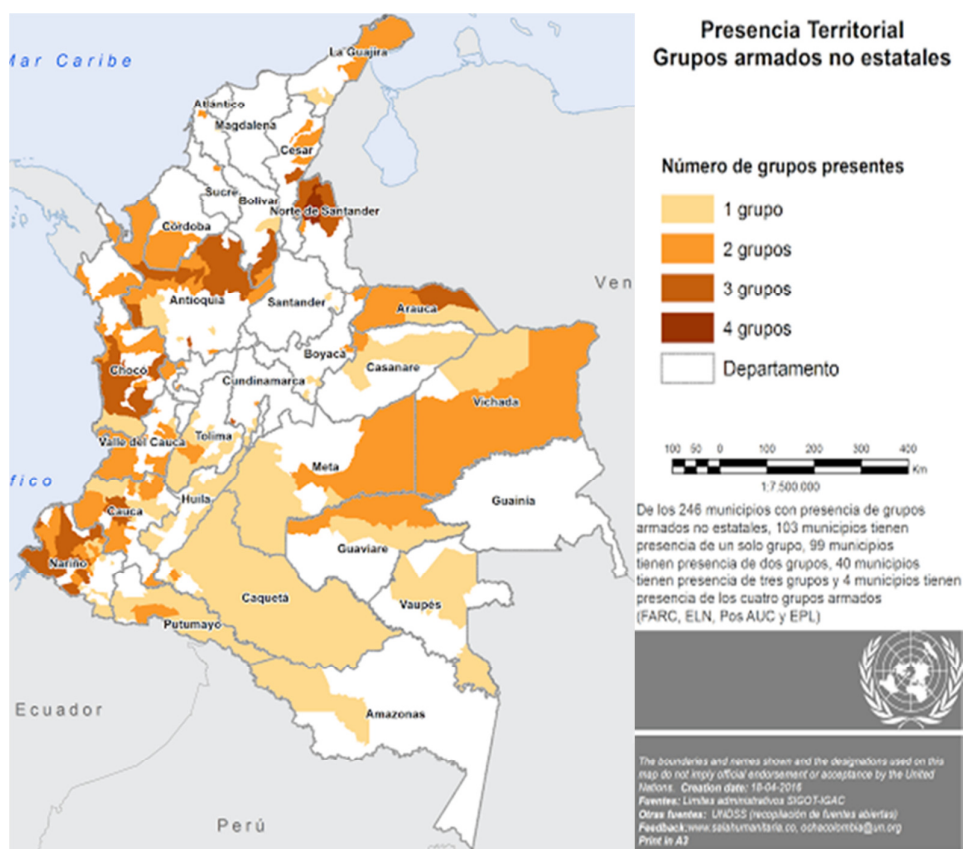 Presencia Territorial
Grupos armados no estatales
Número de grupos presentes
1 grupo
2 grupos
3 grupos
4 grupos
Departamento
100 50 0 100 200 300 400
Km
1:7.500.000
De los 246 municipios con presencia de grupos
armados no estatales, 103 municipios tienen
presencia de un solo grupo, 99 municipios
tienen presencia de dos grupos, 40 municipios
tienen presencia de tres grupos y 4 municipios tienen
presencia de los cuatro grupos armados
(FARC, ELN, Pos AUC y EPL)
The boundaries and names shown and the designations used on this
map do not imply official endorsement or acceptance by the United
Nations. Creation date: 18-04-2016
Fuentes: Limites administrativos SIGOT-IGAC
Otras fuentes: UNDSS (recopilación de fuentes abiertas)
Feedback:www.salahumanitaria.co, ochacolombia@un.org
Print in A3
Mar Caribe
La Guajira
Atlántico
Magdalena
Cesar
Sucre
Bolívar
Norte de Santander
Córdoba
Ven
Antioquia
Santander
Arauca
Boyaca
Casanare
Chocó
Cundinamarca
Vichada
Valle del Cauca
Tolima
Meta
fico
Huila
Guainía
Cauca
Guaviare
Nariño
Caquetá
Vaupés
Putumayo
Ecuador
Amazonas
Perú